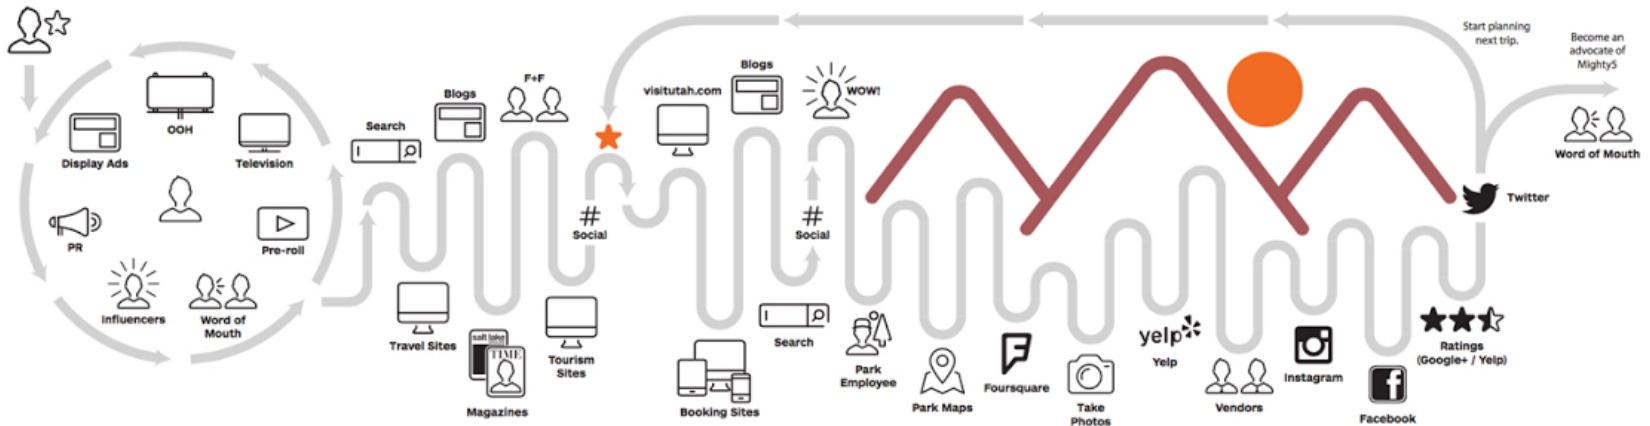 OOH
Display Ads
Television
PR
Pre-roll
Influencers
Word of
Mouth
Search
Blogs
F+F
Travel Sites
salt lake
TIME
Magazines
Tourism
Sites
#
Social
visitutah.com
Blogs
WOW!
Booking Sites
Search
#
Social
Park
Employee
Park Maps
Foursquare
Take
Photos
yelp
Yelp
Vendors
Instagram
f
Facebook
Ratings
(Google+ / Yelp)
Twitter
Start planning
next trip.
Become an
advocate of
Mighty5
Word of Mouth